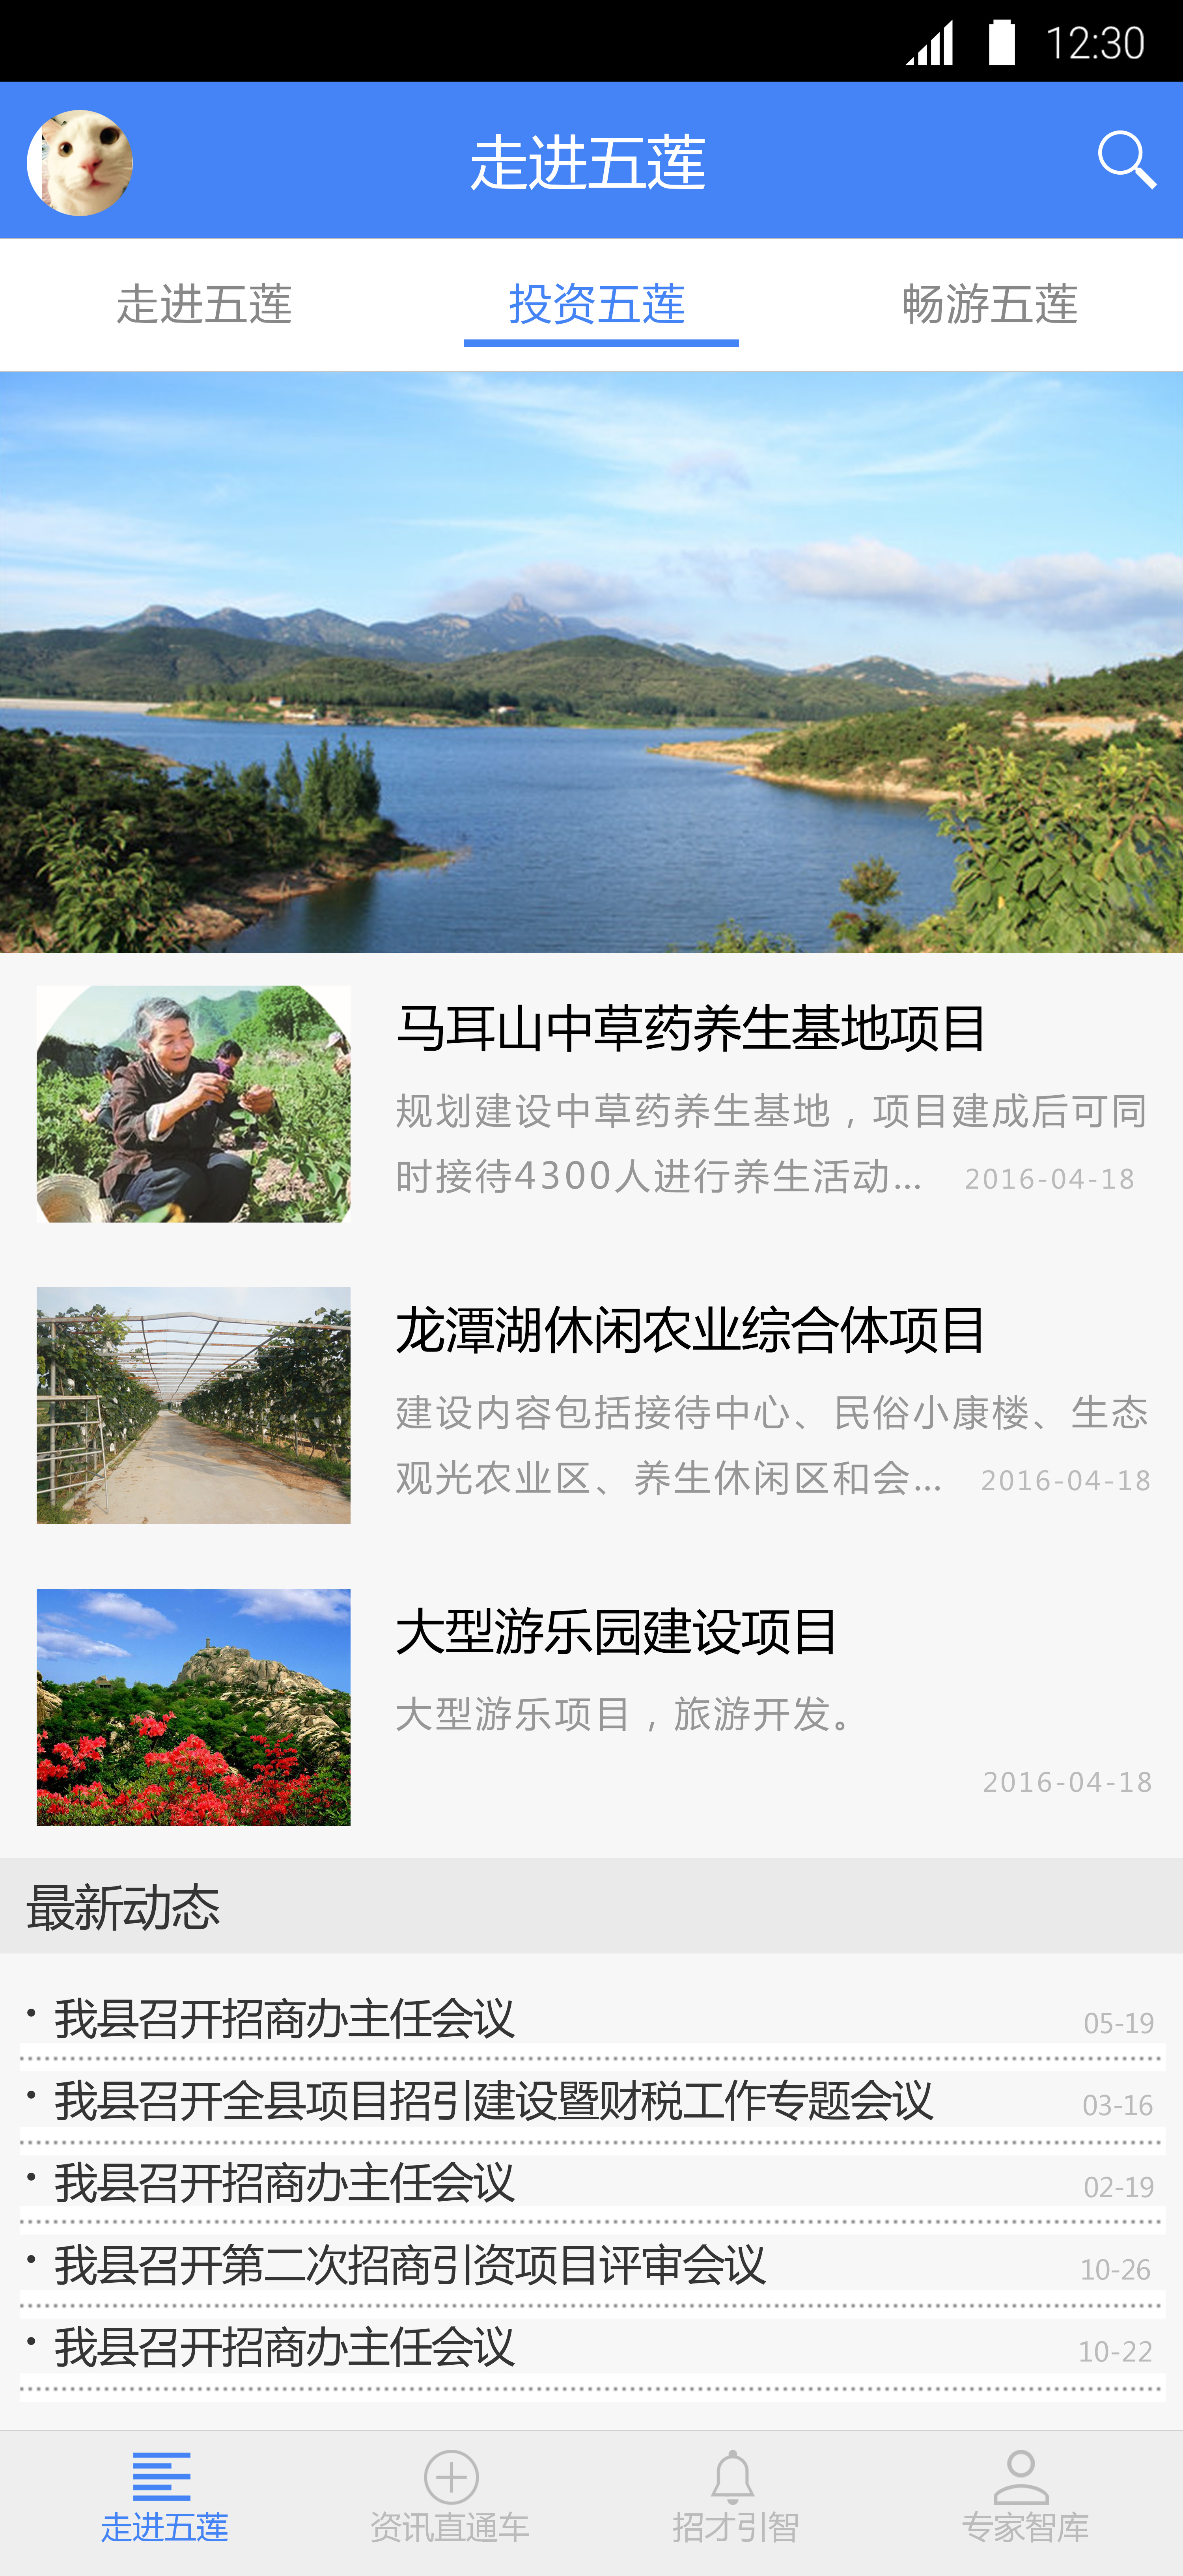 12:30
走进五莲
走进五莲 投资五莲 畅游五莲
马耳山中草药养生基地项目
规划建设中草药养生基地，项目建成后可同
时接待4300人进行养生活动... 2016-04-18
龙潭湖休闲农业综合体项目
建设内容包括接待中心、民俗小康楼、生态
观光农业区、养生休闲区和会... 2016-04-18
大型游乐园建设项目
大型游乐项目，旅游开发。
2016-04-18
最新动态
· 我县召开招商办主任会议 05-19
· 我县召开全县项目招引建设暨财税工作专题会议 03-16
· 我县召开招商办主任会议 02-19
· 我县召开第二次招商引资项目评审会议 10-26
· 我县召开招商办主任会议 10-22
走进五莲 资讯直通车 招才引智 专家智库